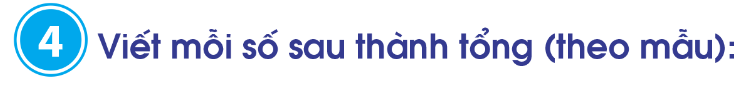 4 Viết mỗi số sau thành tổng (theo mẫu):